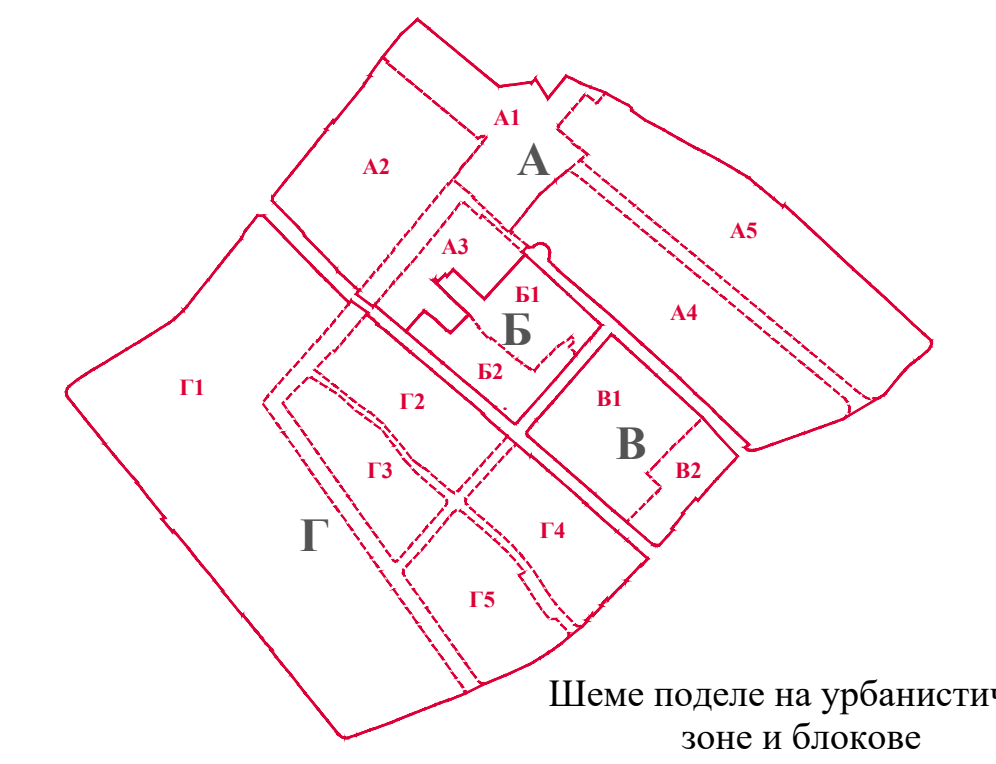 А1
А
А2
А5
А3
Б1
А4
Б
Б2
Г1
В1
Г2
В
Г3
В2
Г4
Г
Г5
Шеме поделе на урбанистич
зоне и блокове